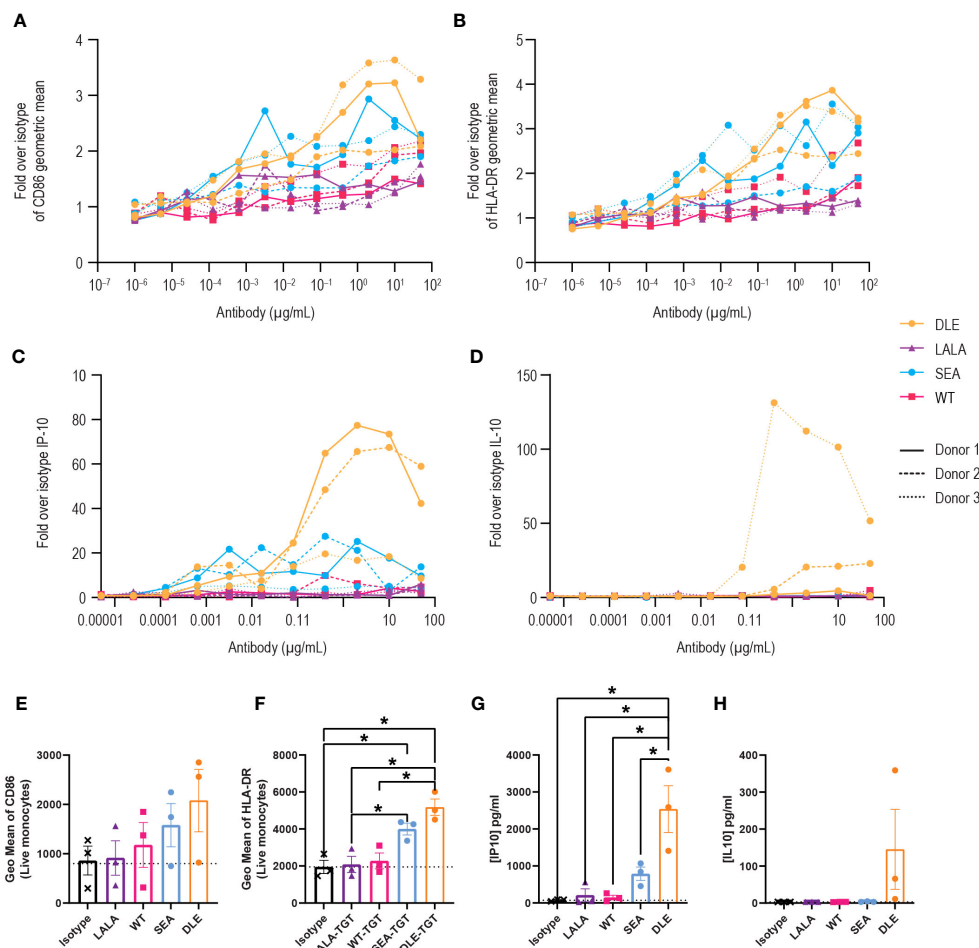 A
Fold over isotype
of CD86 geometric mean
4
3
2
1
0
10⁻⁷ 10⁻⁶ 10⁻⁵ 10⁻⁴ 10⁻³ 10⁻² 10⁻¹ 10⁰ 10¹ 10²
Antibody (µg/mL)
B
Fold over isotype
of HLA-DR geometric mean
5
4
3
2
1
0
10⁻⁷ 10⁻⁶ 10⁻⁵ 10⁻⁴ 10⁻³ 10⁻² 10⁻¹ 10⁰ 10¹ 10²
Antibody (µg/mL)
DLE
LALA
SEA
WT
Donor 1
Donor 2
Donor 3
C
Fold over isotype IP-10
10
80
60
40
20
0
0.00001 0.0001 0.001 0.01 0.11 10 100
Antibody (µg/mL)
D
Fold over isotype IL-10
150
100
50
0
0.00001 0.0001 0.001 0.01 0.11 10 100
Antibody (µg/mL)
E
Geo Mean of CD86
(Live monocytes)
3000
2000
1000
0
Isotype LALA WT SEA DLE
F
Geo Mean of HLA-DR
(Live monocytes)
8000
6000
4000
2000
0
* * * * *
Isotype LALA-TGT WT-TGT SEA-TGT DLE-TGT
G
[IP10] pg/ml
4000
3000
2000
1000
0
* * * *
Isotype LALA WT SEA DLE
H
[IL10] pg/ml
400
300
200
100
0
Isotype LALA WT SEA DLE